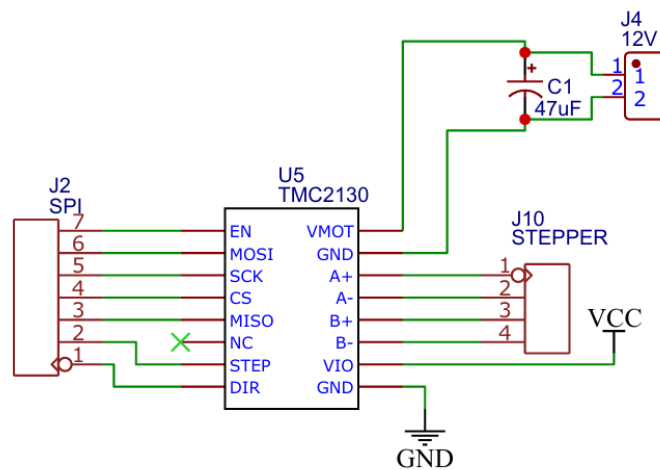 J4
12V
1
1
2
2
+
C1
47uF
U5
TMC2130
J2
SPI
7
EN
VMOT
6
MOSI
GND
5
SCK
A+
4
CS
A-
3
MISO
B+
2
NC
B-
1
STEP
VIO
DIR
GND
J10
STEPPER
1
2
3
4
VCC
GND